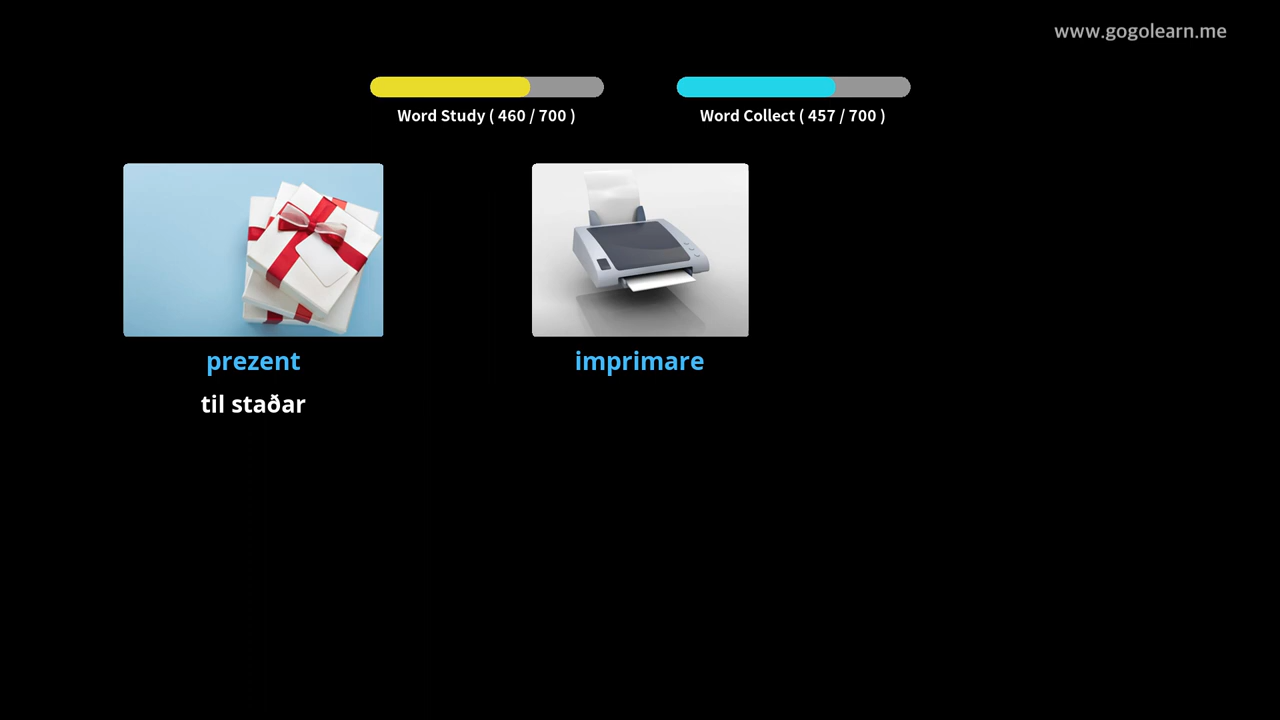 www.gogolearn.me
Word Study ( 460 / 700 )
Word Collect ( 457 / 700 )
prezent
imprimare
til staðar